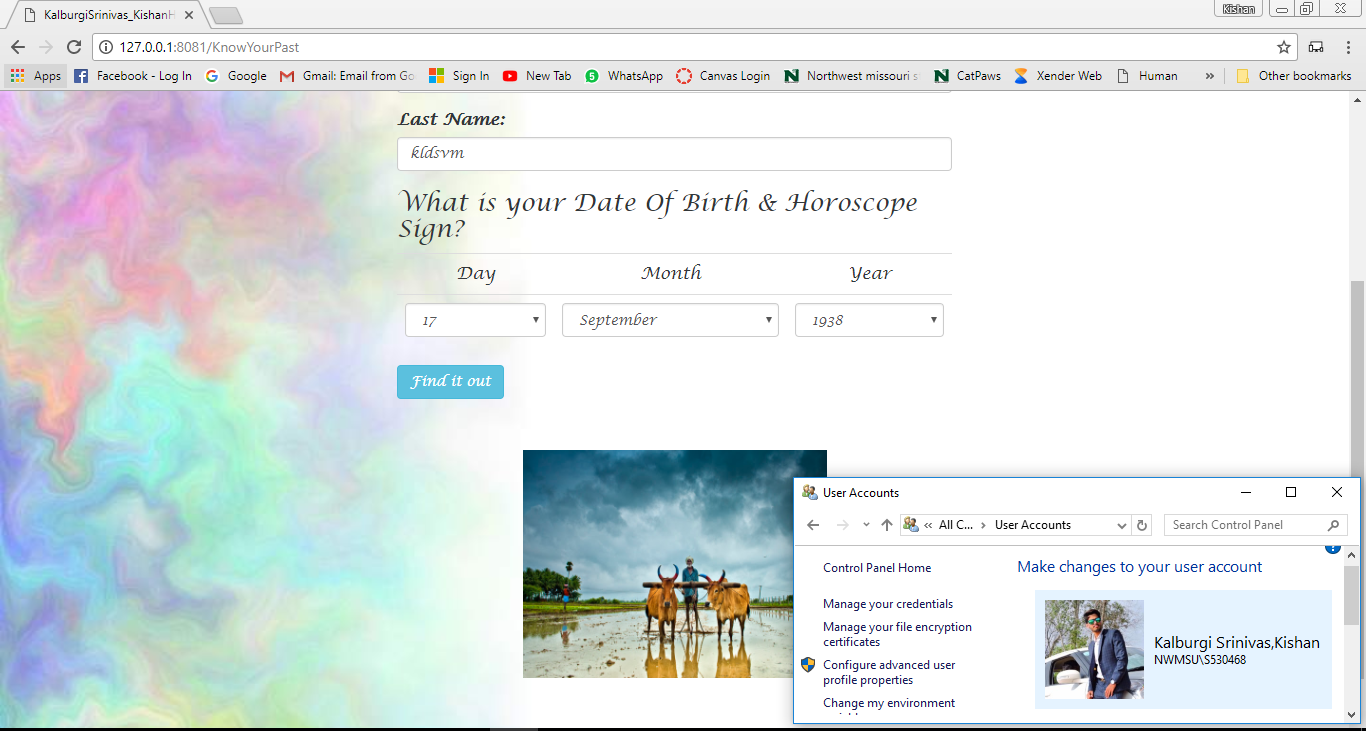 KalburgiSrinivas_KishanH
Kishan
127.0.0.1:8081/KnowYourPast
Apps
Facebook - Log In
Google
Gmail: Email from Go
Sign In
New Tab
WhatsApp
Canvas Login
Northwest missouri s
CatPaws
Xender Web
Human
»
Other bookmarks
Last Name:
kldsvm
What is your Date Of Birth & Horoscope
Sign?
Day Month Year
17 September 1938
Find it out
User Accounts
« All C... › User Accounts
Search Control Panel
Control Panel Home
Make changes to your user account
Manage your credentials
Manage your file encryption
certificates
Configure advanced user
profile properties
Change my environment
Kalburgi Srinivas,Kishan
NWMSU\S530468